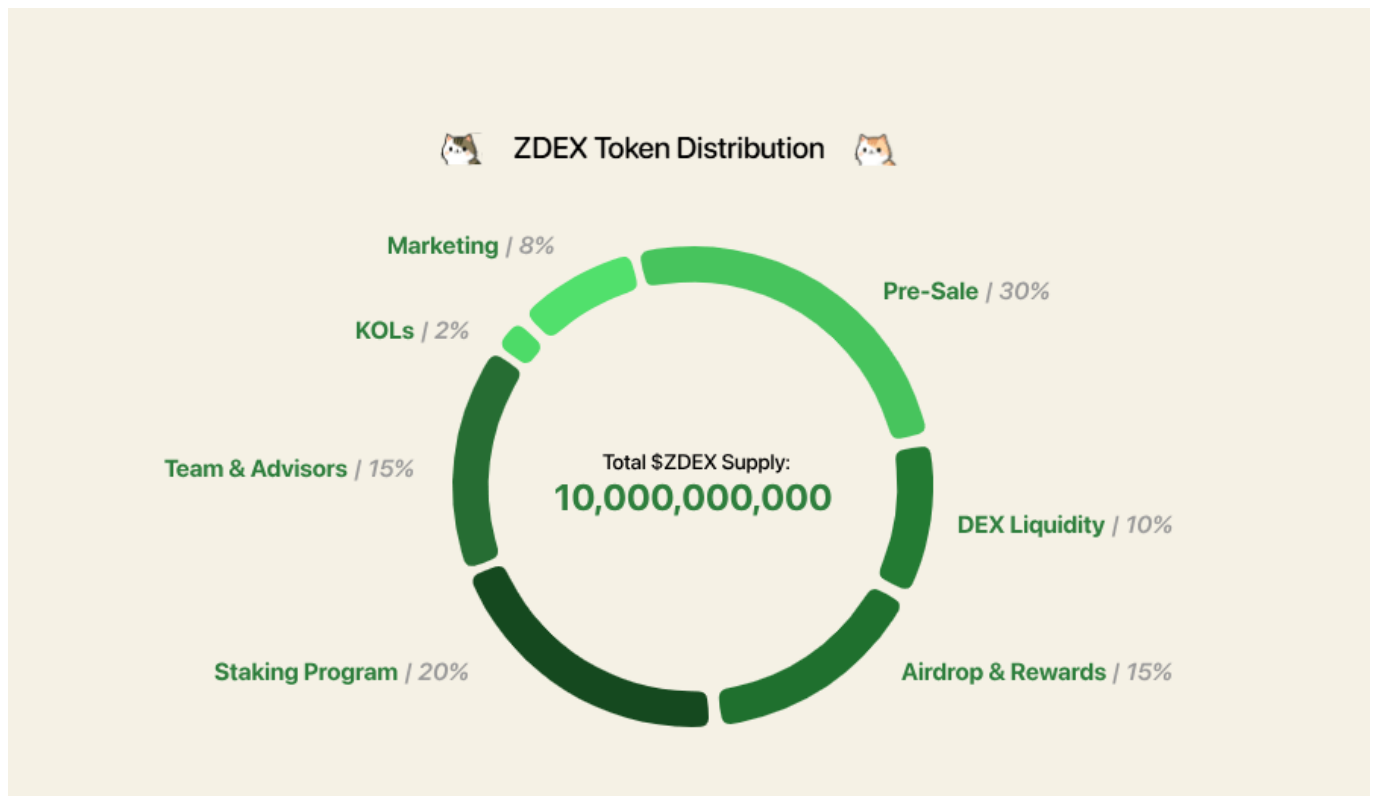 ZDEX Token Distribution
Marketing / 8%
Pre-Sale / 30%
KOLs / 2%
Team & Advisors / 15%
Total $ZDEX Supply:
10,000,000,000
DEX Liquidity / 10%
Staking Program / 20%
Airdrop & Rewards / 15%